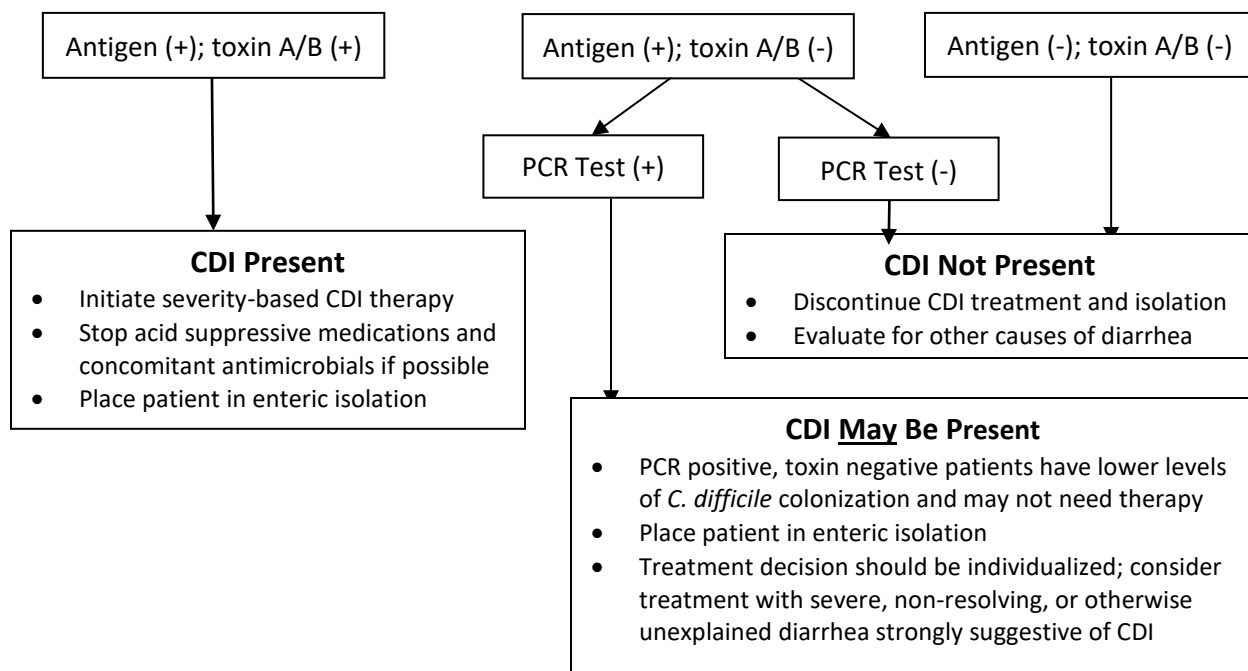 Antigen (+); toxin A/B (+)
Antigen (+); toxin A/B (-)
Antigen (-); toxin A/B (-)
PCR Test (+)
PCR Test (-)
CDI Present
• Initiate severity-based CDI therapy
• Stop acid suppressive medications and
concomitant antimicrobials if possible
• Place patient in enteric isolation
CDI Not Present
• Discontinue CDI treatment and isolation
• Evaluate for other causes of diarrhea
CDI May Be Present
• PCR positive, toxin negative patients have lower levels
of C. difficile colonization and may not need therapy
• Place patient in enteric isolation
• Treatment decision should be individualized; consider
treatment with severe, non-resolving, or otherwise
unexplained diarrhea strongly suggestive of CDI